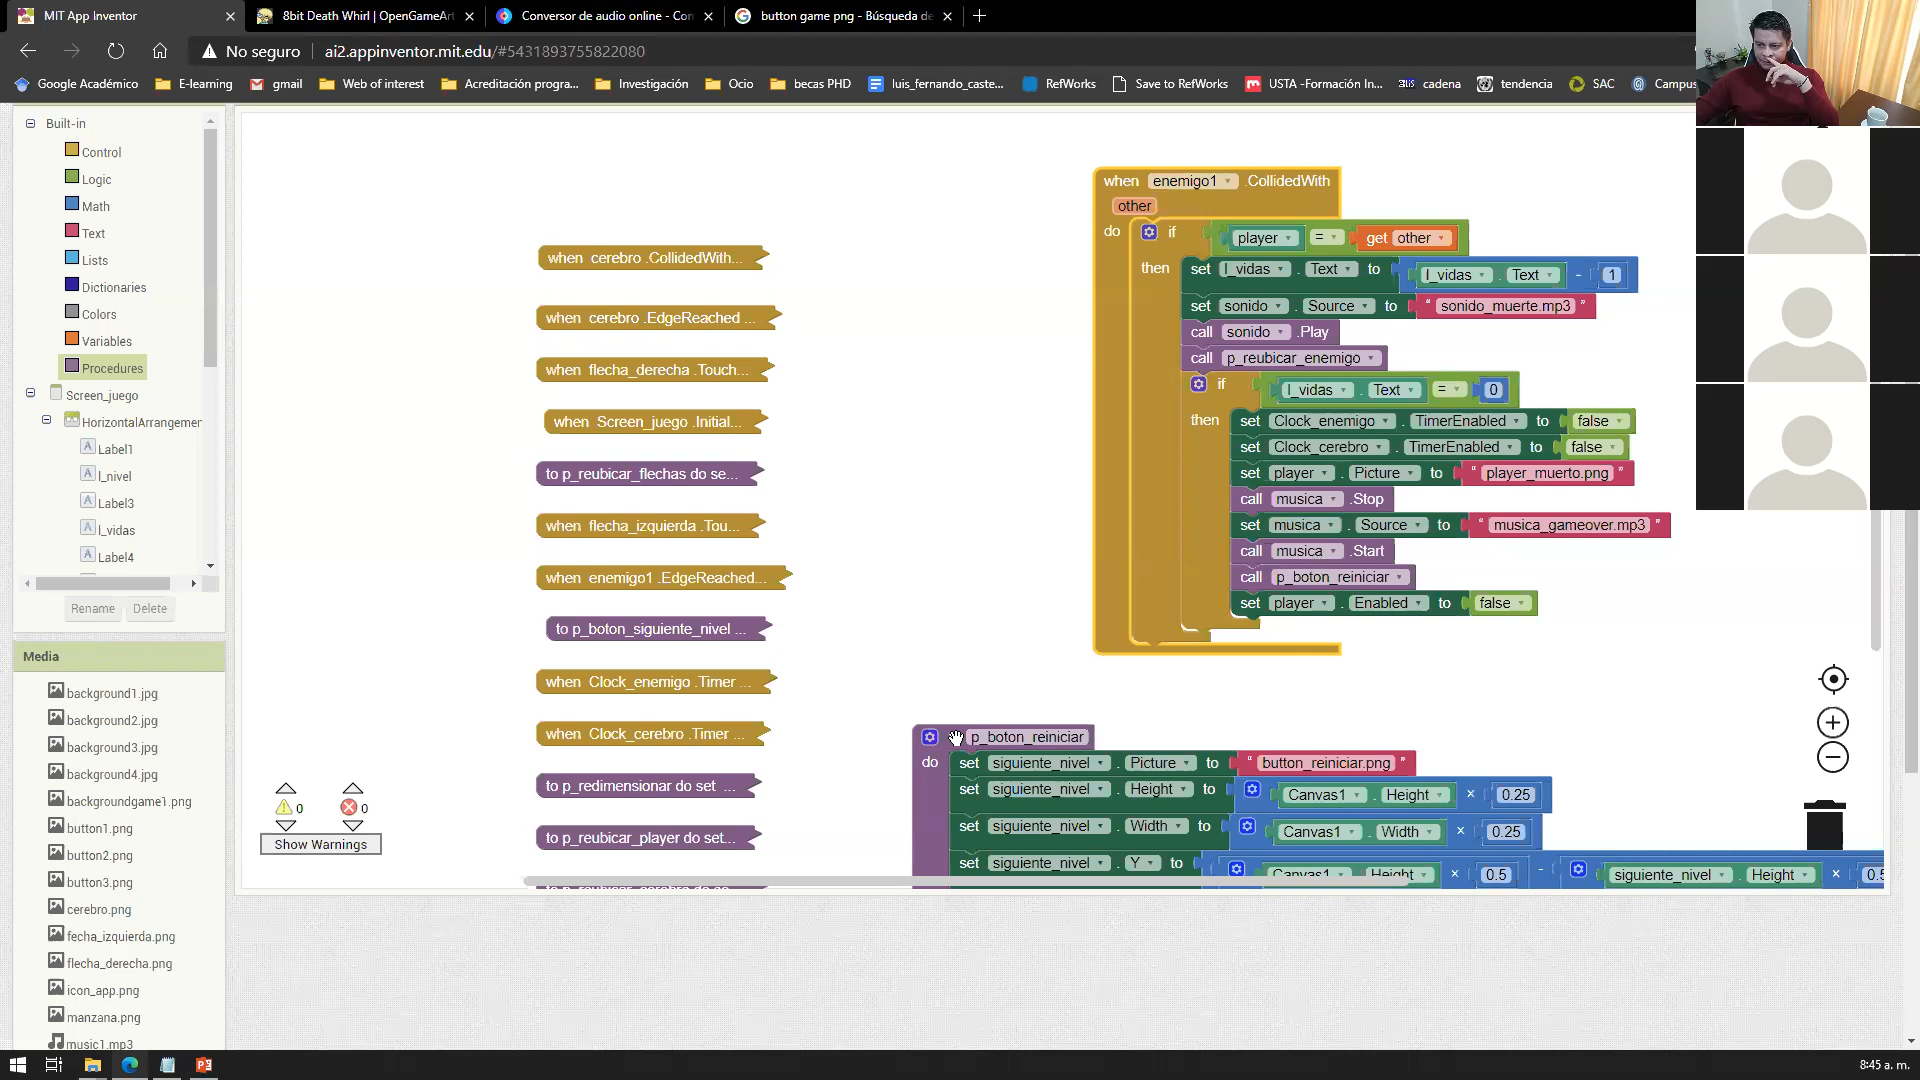 MIT App Inventor
8bit Death Whirl | OpenGameArt
Conversor de audio online - Con
button game png - Búsqueda de
No seguro
ai2.appinventor.mit.edu/#5431893755822080
Google Académico
E-learning
gmail
Web of interest
Acreditación progra...
Investigación
Ocio
becas PHD
luis_fernando_caste...
RefWorks
Save to RefWorks
USTA -Formación In...
cadena
tendencia
SAC
Campus
Built-in
Control
Logic
Math
Text
Lists
Dictionaries
Colors
Variables
Procedures
Screen_juego
HorizontalArrangemer
Label1
l_nivel
Label3
l_vidas
Label4
Rename
Delete
Media
background1.jpg
background2.jpg
background3.jpg
background4.jpg
backgroundgame1.png
button1.png
button2.png
button3.png
cerebro.png
fecha_izquierda.png
flecha_derecha.png
icon_app.png
manzana.png
music1.mp3
when cerebro .CollidedWith...
when cerebro .EdgeReached ...
when flecha_derecha .Touch...
when Screen_juego .Initial...
to p_reubicar_flechas do se...
when flecha_izquierda .Tou...
when enemigo1 .EdgeReached...
to p_boton_siguiente_nivel ...
when Clock_enemigo .Timer ...
when Clock_cerebro .Timer ...
to p_redimensionar do set ...
to p_reubicar_player do set...
0
0
Show Warnings
when enemigo1 .CollidedWith
other
do if player = get other
then set l_vidas . Text to l_vidas . Text - 1
set sonido . Source to " sonido_muerte.mp3 "
call sonido .Play
call p_reubicar_enemigo
if l_vidas . Text = 0
then set Clock_enemigo . TimerEnabled to false
set Clock_cerebro . TimerEnabled to false
set player . Picture to " player_muerto.png "
call musica .Stop
set musica . Source to " musica_gameover.mp3 "
call musica .Start
call p_boton_reiniciar
set player . Enabled to false
p_boton_reiniciar
do set siguiente_nivel . Picture to " button_reiniciar.png "
set siguiente_nivel . Height to Canvas1 . Height × 0.25
set siguiente_nivel . Width to Canvas1 . Width × 0.25
set siguiente_nivel . Y to Canvas1 . Height × 0.5 - siguiente_nivel . Height × 0.5
8:45 a. m.